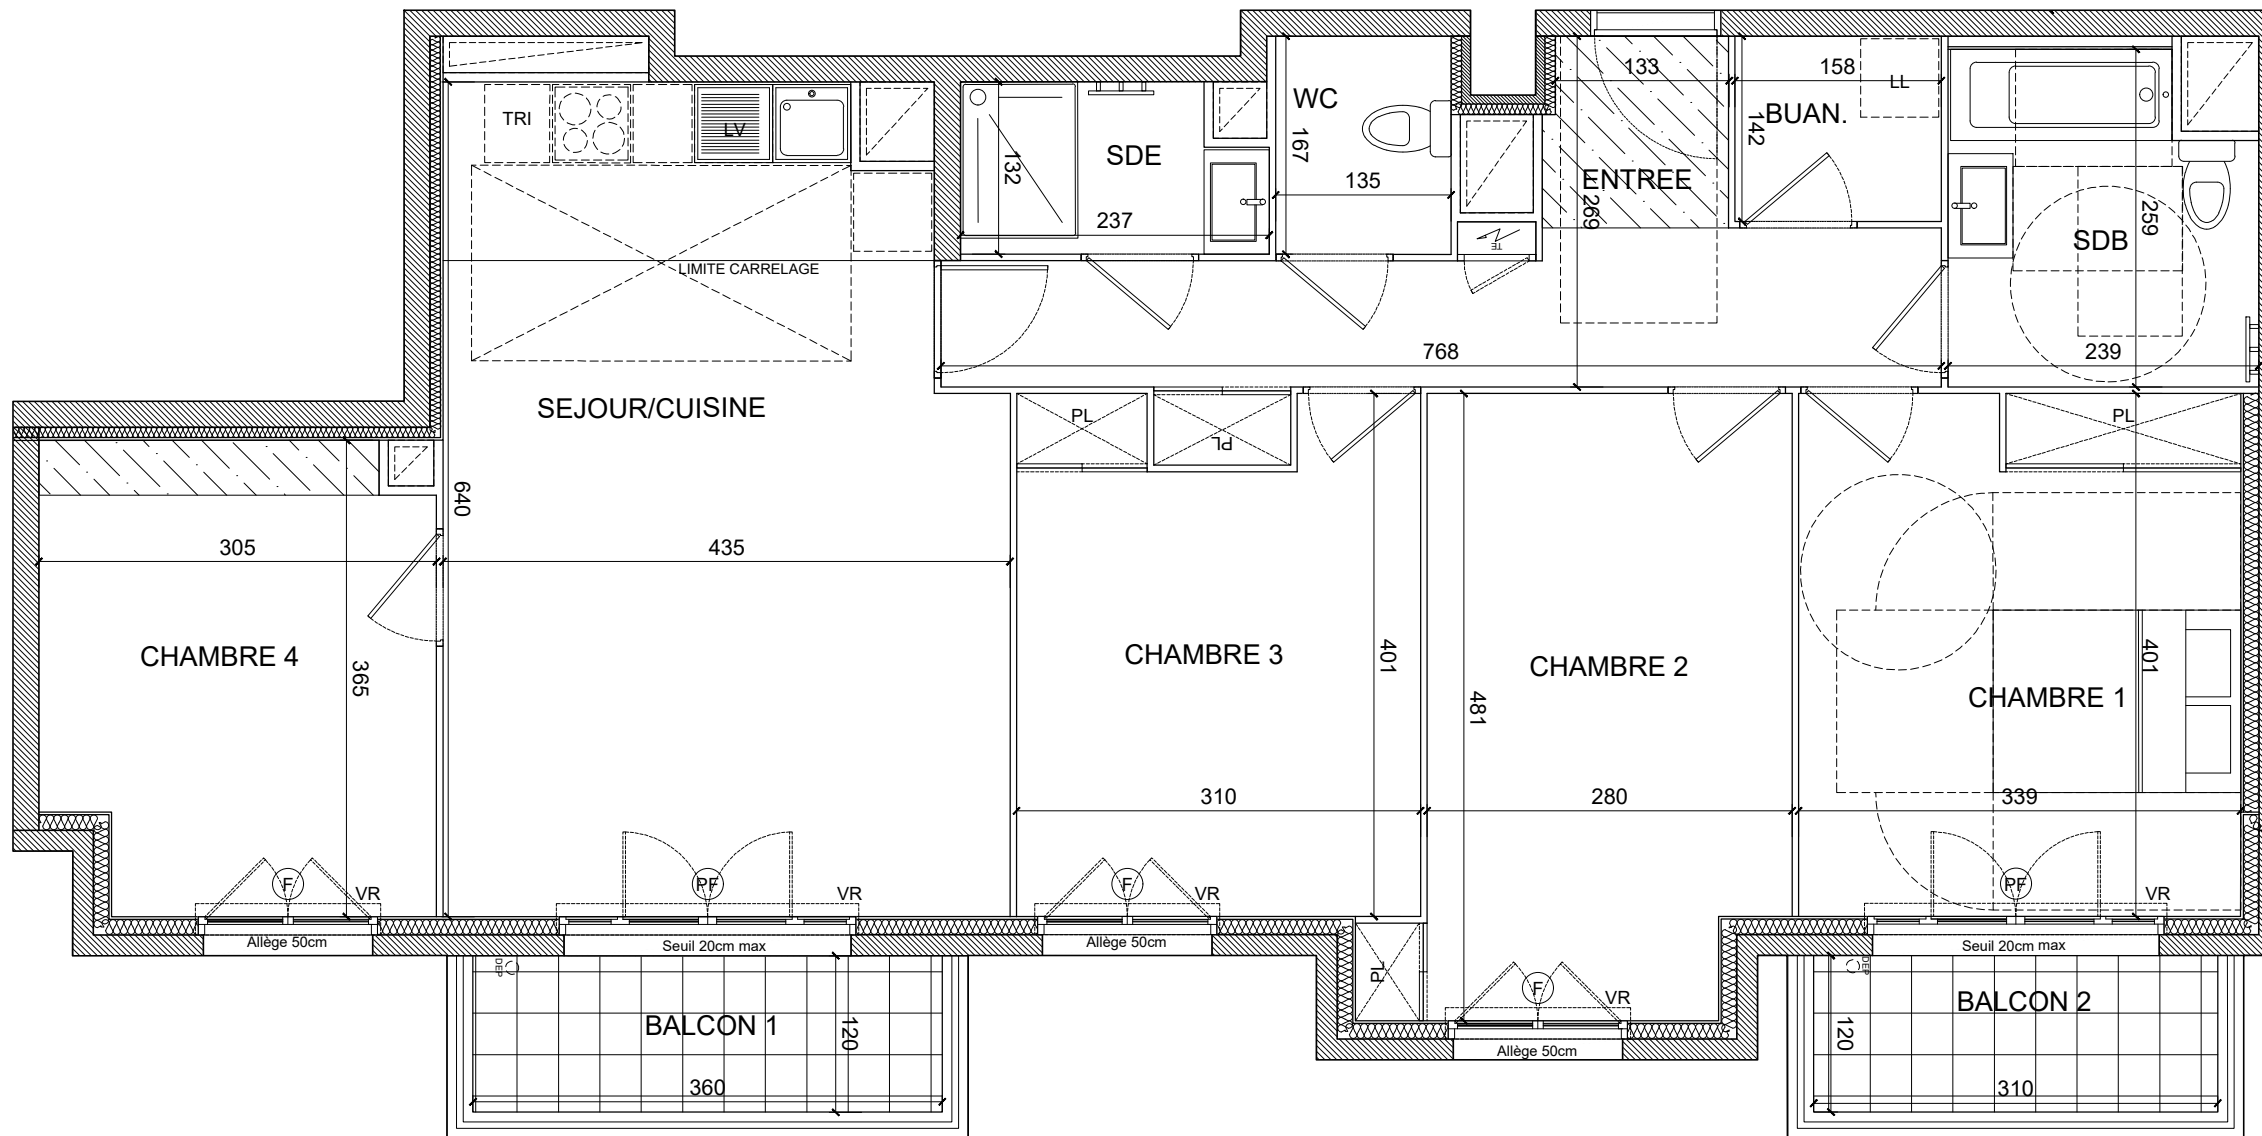 TRI
LV
SDE
132
237
WC
167
135
TE
133
ENTREE
269
158
LL
BUAN.
142
SDB
259
LIMITE CARRELAGE
768
239
SEJOUR/CUISINE
PL
PL
PL
640
305
435
CHAMBRE 4
365
CHAMBRE 3
401
CHAMBRE 2
481
CHAMBRE 1
401
310
280
339
F
VR
PF
VR
F
VR
PF
VR
Allège 50cm
Seuil 20cm max
Allège 50cm
Seuil 20cm max
DEP
PL
F
VR
DEP
BALCON 1
120
BALCON 2
120
Allège 50cm
360
310